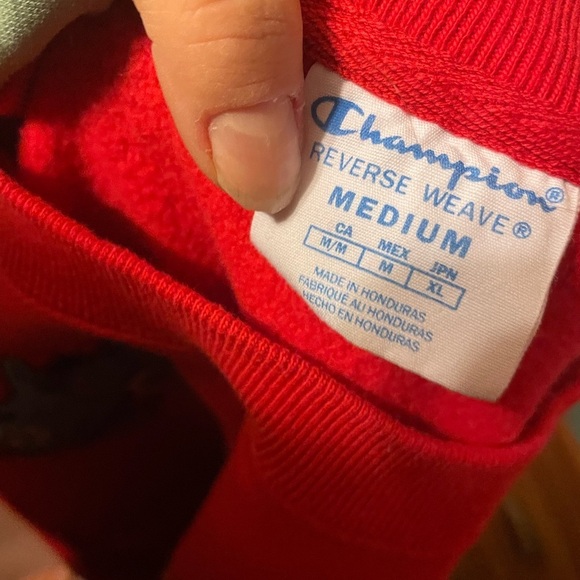 Champion®
REVERSE WEAVE®
MEDIUM
CA MEX JPN
M/M M XL
MADE IN HONDURAS
FABRIQUÉ AU HONDURAS
HECHO EN HONDURAS